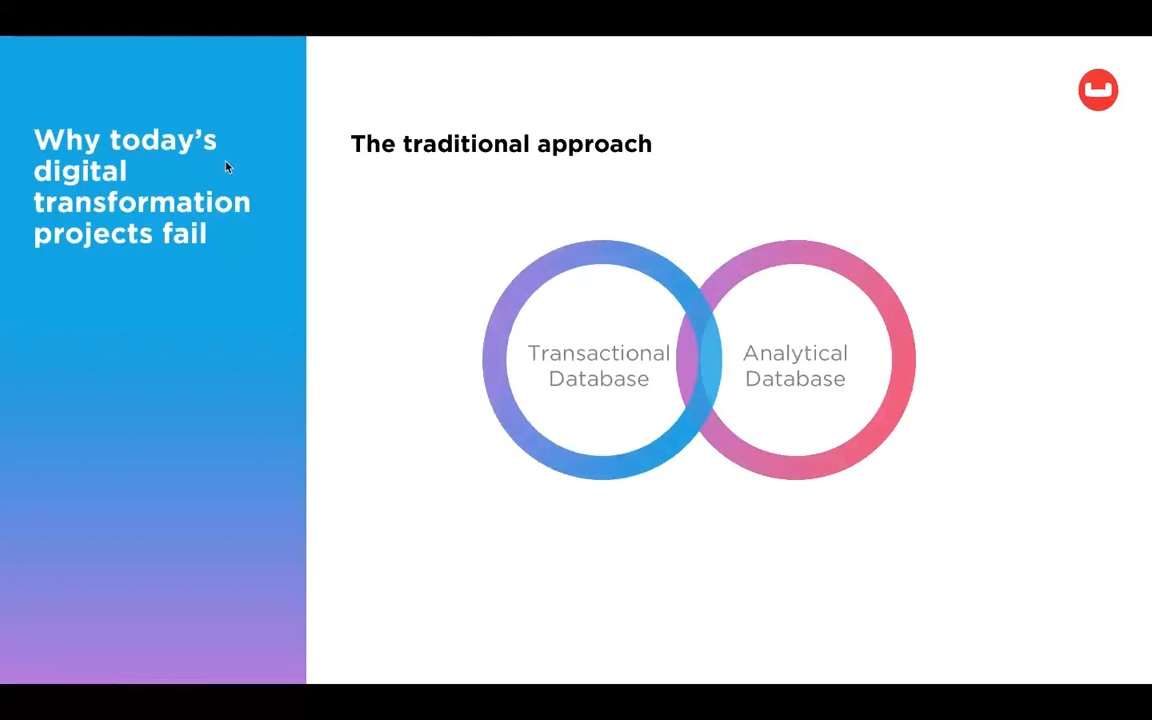 Why today’s
digital
transformation
projects fail
The traditional approach
Transactional
Database
Analytical
Database